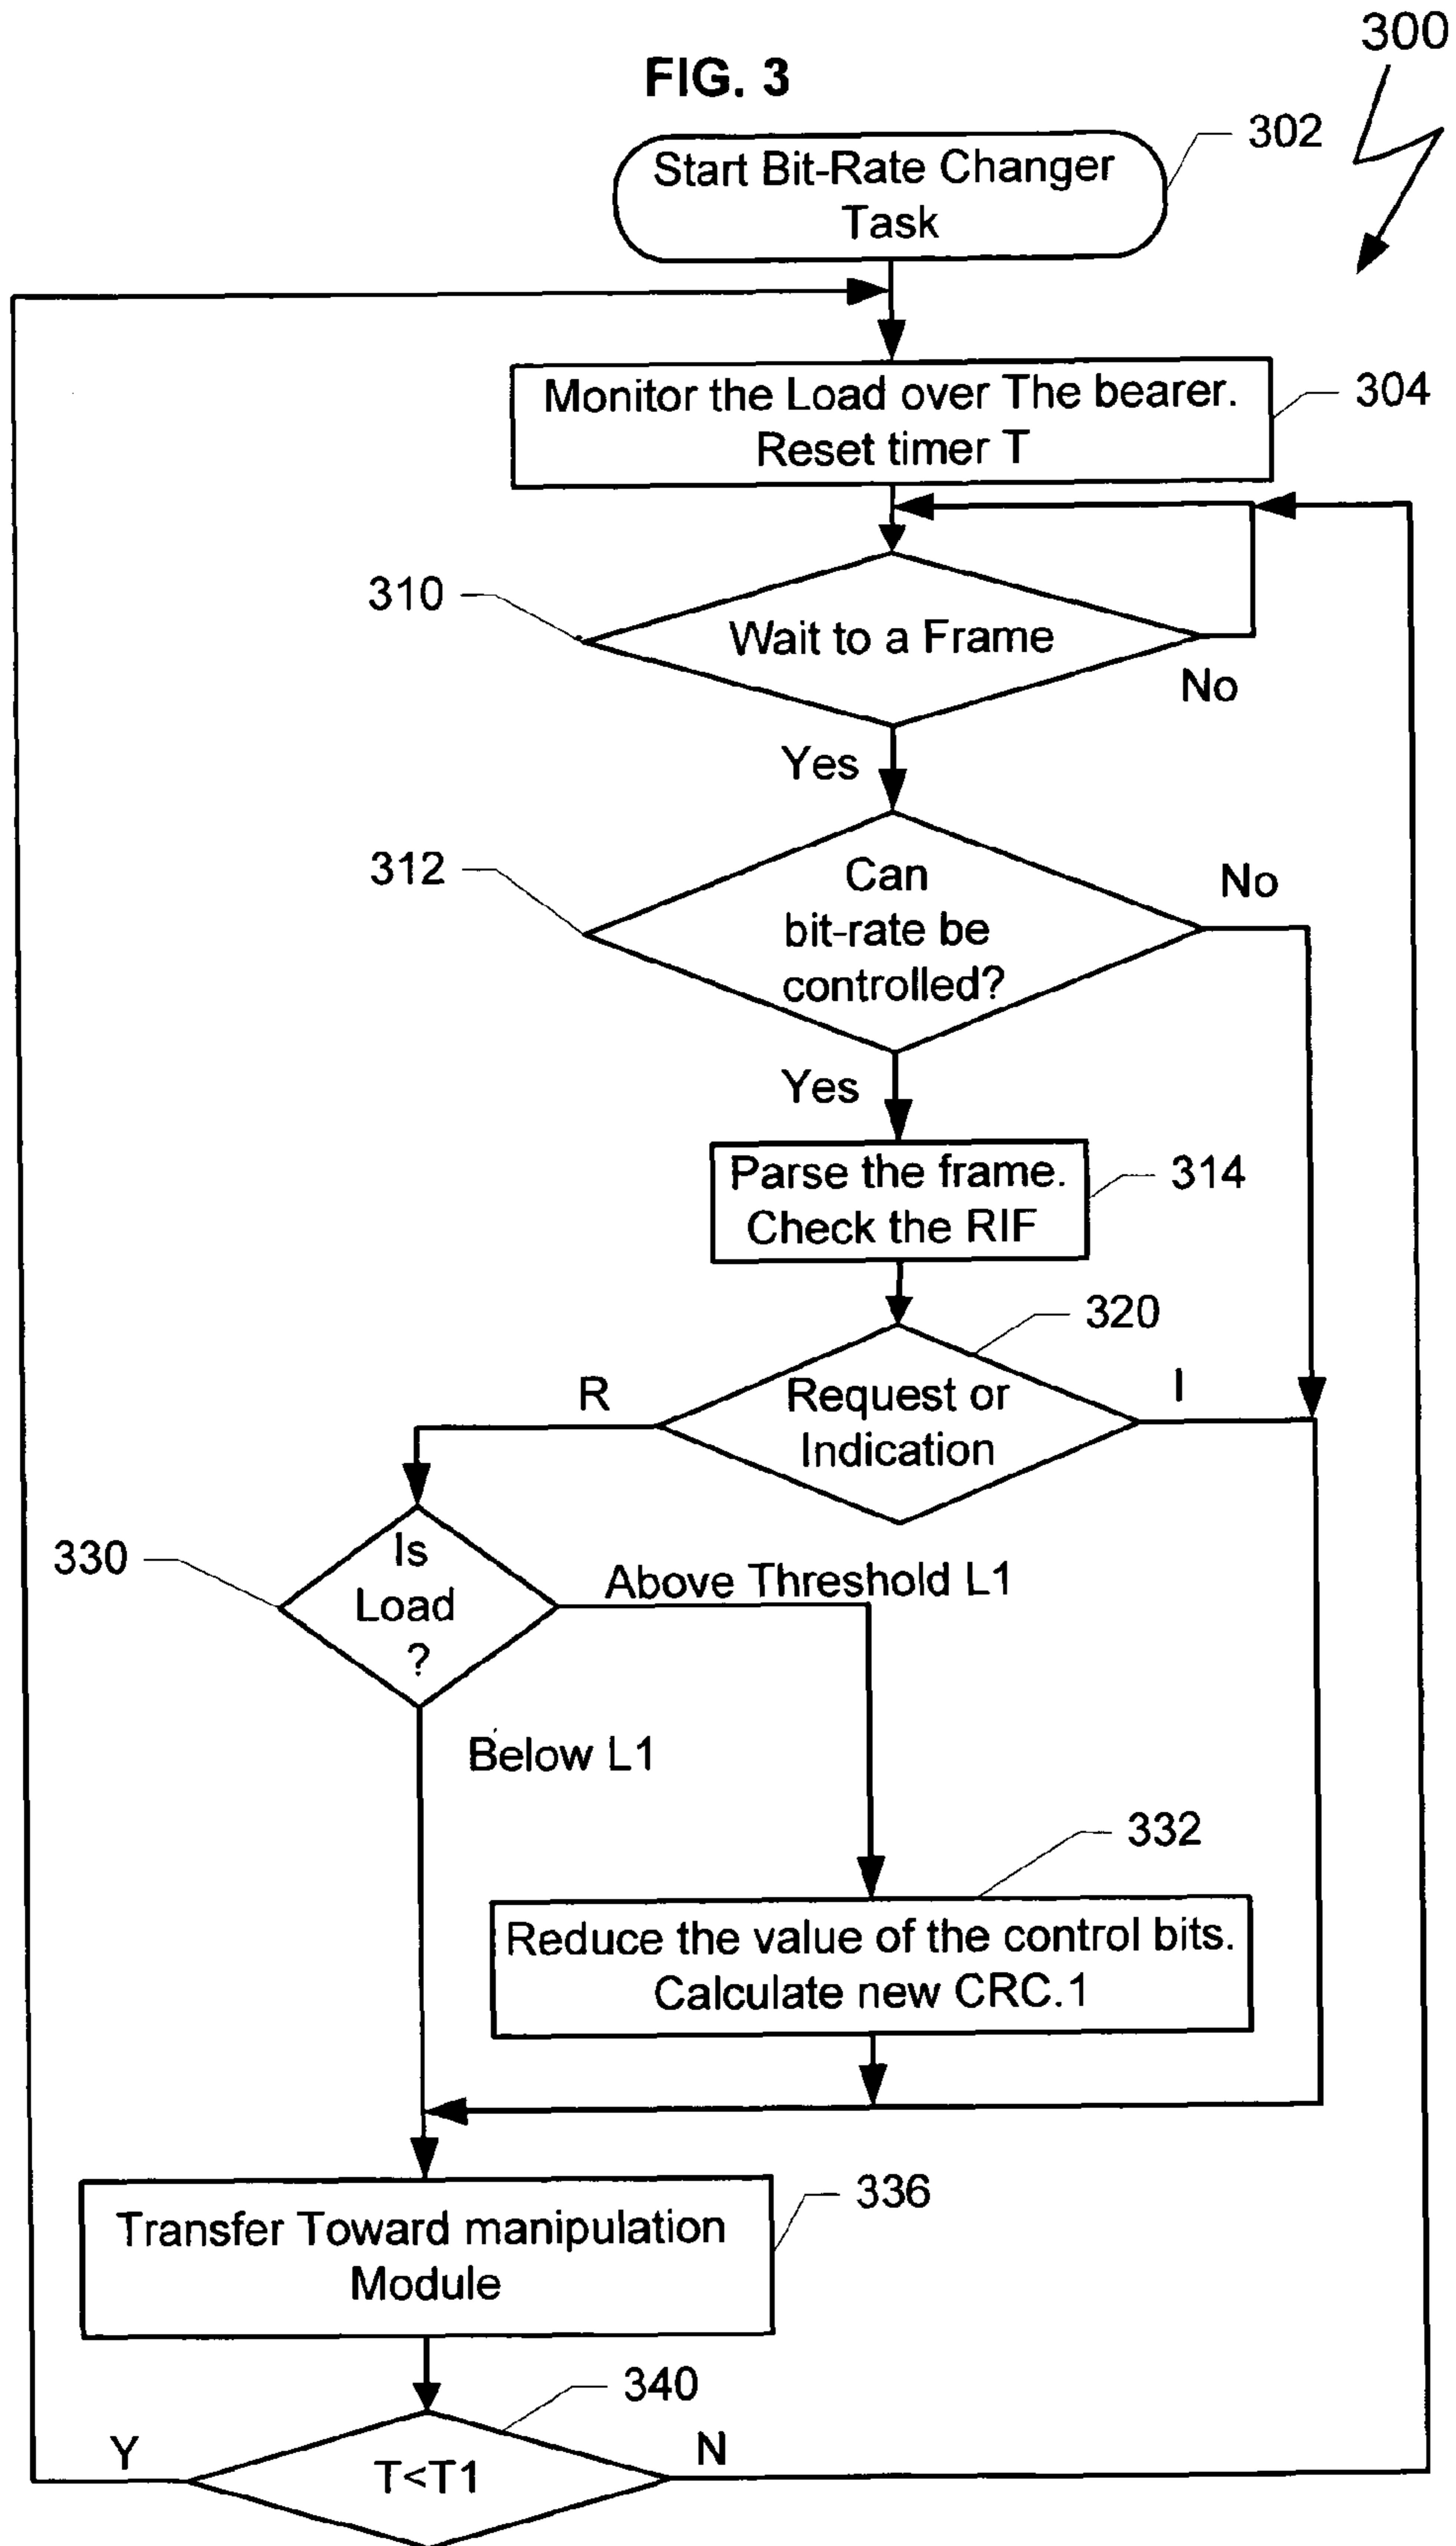 300
FIG. 3
302
Start Bit-Rate Changer
Task
Monitor the Load over The bearer.
Reset timer T
304
310
Wait to a Frame
No
Yes
312
Can
bit-rate be
controlled?
No
Yes
Parse the frame.
Check the RIF
314
320
R
Request or
Indication
I
330
Is
Load
?
Above Threshold L1
Below L1
332
Reduce the value of the control bits.
Calculate new CRC.1
336
Transfer Toward manipulation
Module
340
Y
T<T1
N